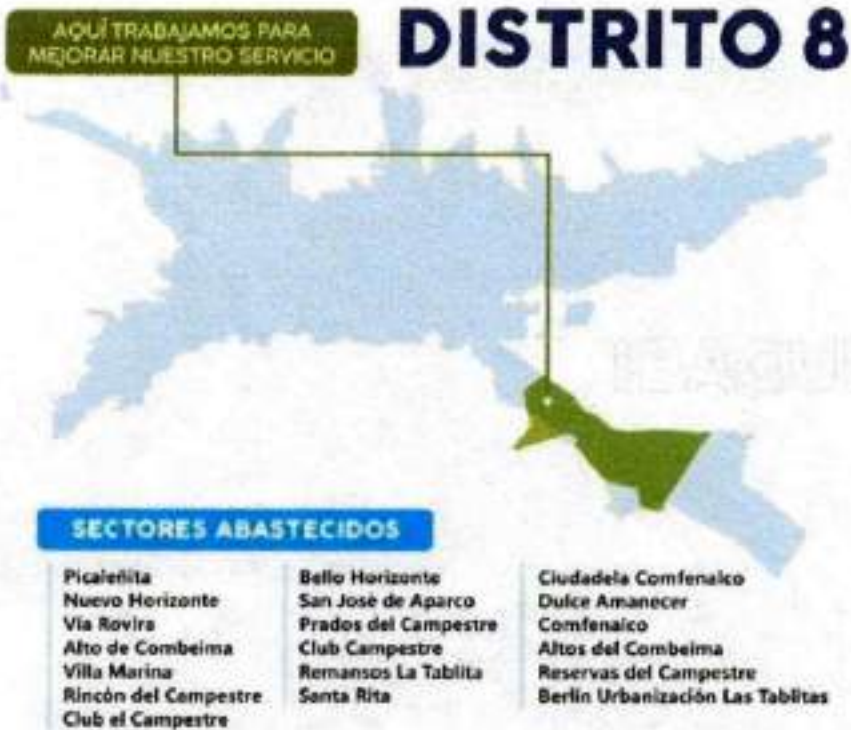 AQUÍ TRABAJAMOS PARA
MEJORAR NUESTRO SERVICIO
DISTRITO 8
SECTORES ABASTECIDOS
Picaleñita
Nuevo Horizonte
Vía Rovira
Alto de Combeima
Villa Marina
Rincón del Campestre
Club el Campestre
Bello Horizonte
San José de Aparco
Prados del Campestre
Club Campestre
Remansos La Tablita
Santa Rita
Ciudadela Comfenalco
Dulce Amanecer
Comfenalco
Altos del Combeima
Reservas del Campestre
Berlín Urbanización Las Tablitas